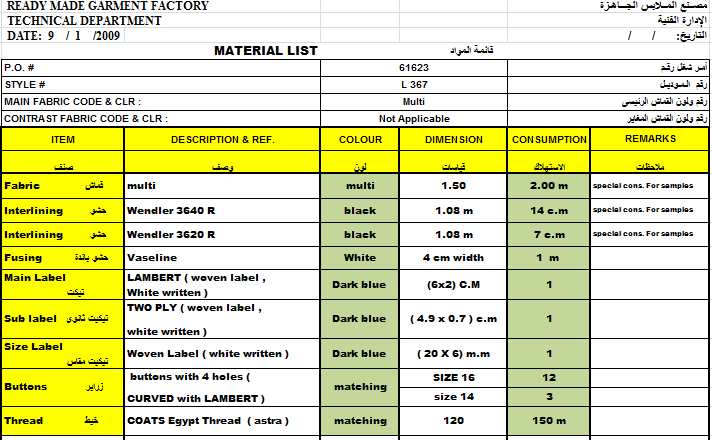 READY MADE GARMENT FACTORY مصنع الملابس الجاهزة
TECHNICAL DEPARTMENT الإدارة الفنية
DATE: 9 / 1 /2009 التاريخ: / /
MATERIAL LIST قائمة المواد
P.O. # 61623 أمر شغل رقم
STYLE # L 367 رقم الموديل
MAIN FABRIC CODE & CLR : Multi رقم ولون القماش الرئيسى
CONTRAST FABRIC CODE & CLR : Not Applicable رقم ولون القماش المغاير
ITEM DESCRIPTION & REF. COLOUR DIMENSION CONSUMPTION REMARKS
صنف وصف لون قياسات الاستهلاك ملاحظات
Fabric قماش multi multi 1.50 2.00 m special cons. For samples
Interlining حشو Wendler 3640 R black 1.08 m 14 c.m special cons. For samples
Interlining حشو Wendler 3620 R black 1.08 m 7 c.m special cons. For samples
Fusing حشو باندة Vaseline White 4 cm width 1 m
Main Label تيكت LAMBERT ( woven label ,
White written ) Dark blue (6x2) C.M 1
Sub label تيكيت ثانوى TWO PLY ( woven label ,
white written ) Dark blue ( 4.9 x 0.7 ) c.m 1
Size Label تيكيت مقاس Woven Label ( white written ) Dark blue ( 20 X 6) m.m 1
Buttons زراير buttons with 4 holes ( matching SIZE 16 12
CURVED with LAMBERT ) size 14 3
Thread خيط COATS Egypt Thread ( astra ) matching 120 150 m